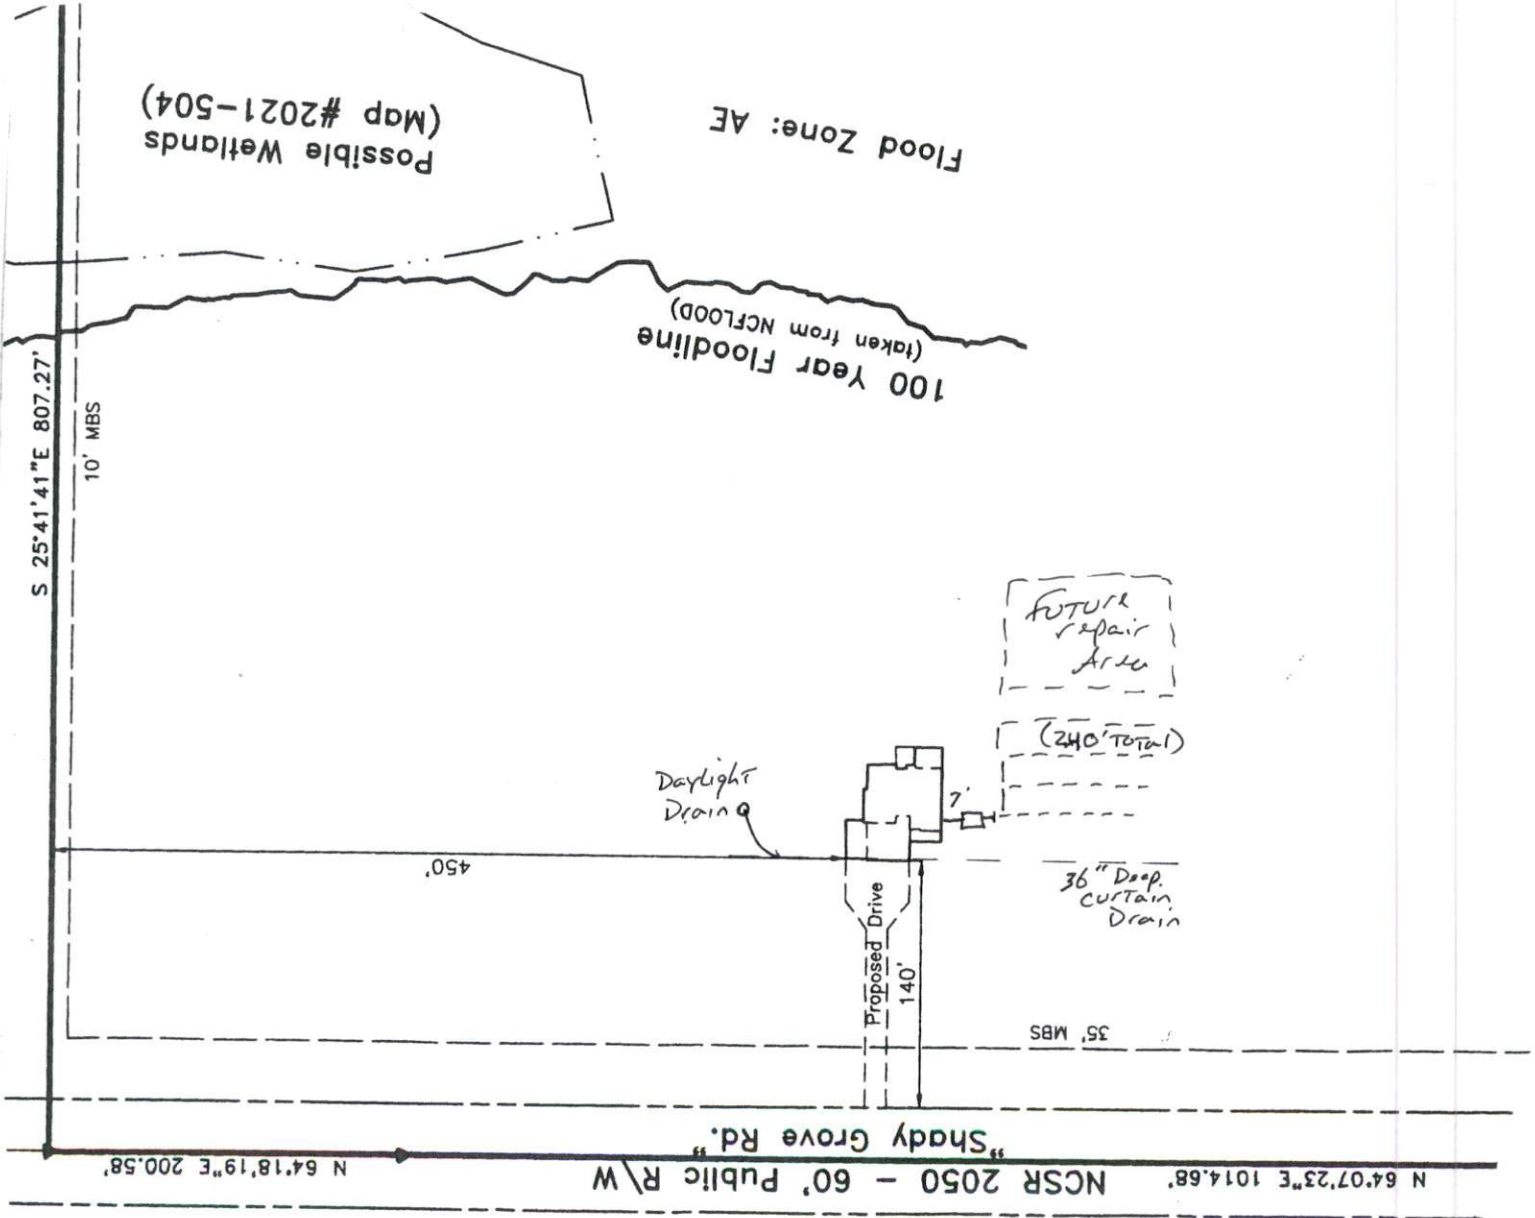 Possible Wetlands
(Map #2021-504)
Flood Zone: AE
100 Year Floodline
(taken from NCFLOOD)
S 25°41'41"E 807.27'
10' MBS
Future
repair
Area
(240' Total)
Daylight
Drain
7'
450'
36" Deep
Curtain
Drain
Proposed Drive
140'
35' MBS
"Shady Grove Rd."
NCSR 2050 - 60' Public R/W
N 64°18'19"E 200.58'
N 64°07'23"E 1014.68'